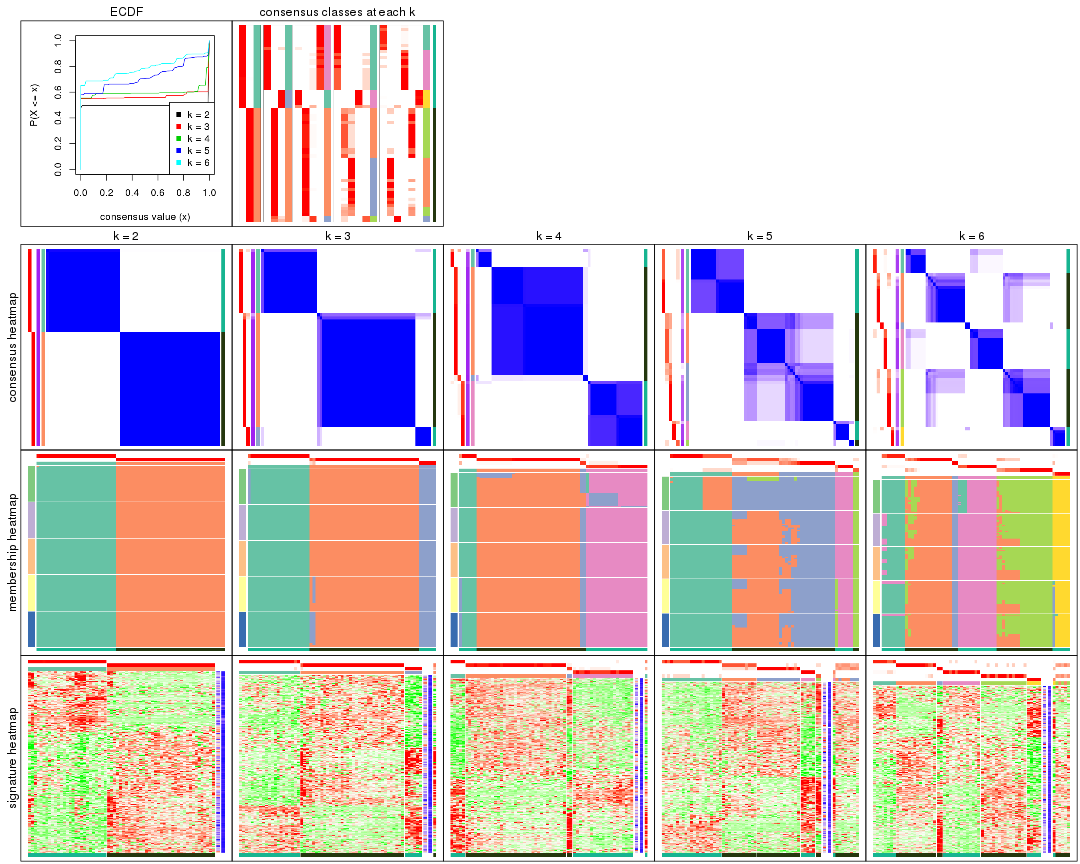 ECDF
consensus classes at each k
P(X <= x)
1.0
0.8
0.6
0.4
0.2
0.0
k = 2
k = 3
k = 4
k = 5
k = 6
0.0 0.2 0.4 0.6 0.8 1.0
consensus value (x)
k = 2
k = 3
k = 4
k = 5
k = 6
consensus heatmap
membership heatmap
signature heatmap